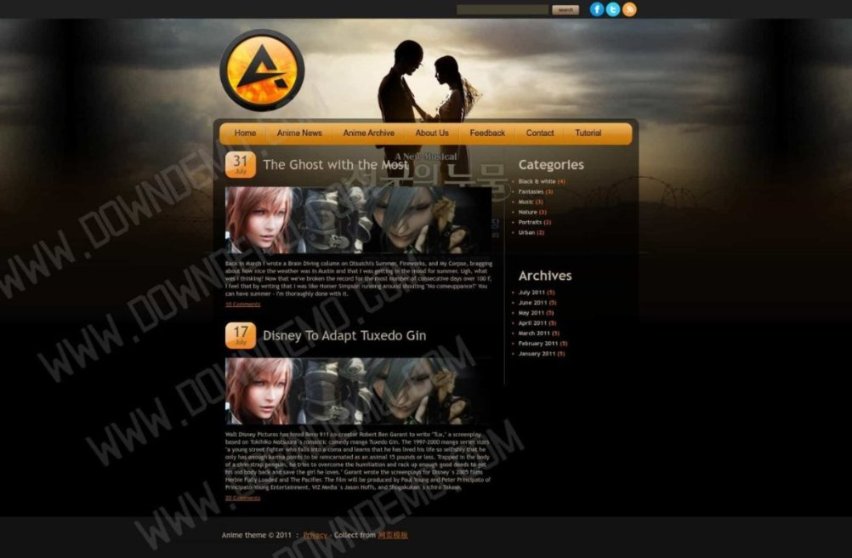 search
Home
Anime News
Anime Archive
About Us
Feedback
Contact
Tutorial
A New Musical
의 눈물
31
July
The Ghost with the Most
Back in March I wrote a Brain Diving column on Otsuichi's Summer, Fireworks, and My Corpse, bragging
about how nice the weather was in Austin and that I was getting in the mood for summer. Ugh, what
was I thinking! Now that we've broken the record for the most number of consecutive days over 100 f,
I feel that by writing that I was like Homer Simpson running around shouting "No comeuppance!" You
can have summer - I'm thoroughly done with it.
10 Comments
17
July
Disney To Adapt Tuxedo Gin
Walt Disney Pictures has hired Reno 911 co-creator Robert Ben Garant to write "Tux," a screenplay
based on Tokihiko Matsuura's romantic comedy manga Tuxedo Gin. The 1997-2000 manga series stars
"a young street fighter who falls into a coma and learns that he has lived his life so selfishly that he
only has enough karma points to be reincarnated as an animal 15 pounds or less. Trapped in the body
of a chinstrap penguin, he tries to overcome the humiliation and rack up enough good deeds to get
his old body back and save the girl he loves." Garant wrote the screenplays for Disney's 2005 film
Herbie Fully Loaded and The Pacifier. The film will be produced by Paul Young and Peter Principato of
Principato-Young Entertainment, VIZ Media's Jason Hoffs, and Shogakukan's Ichiro Takase.
Categories
Black & white (4)
Fantasies (3)
Music (3)
Nature (3)
Portraits (3)
Urban (2)
Archives
July 2011 (5)
June 2011 (5)
May 2011 (5)
April 2011 (5)
March 2011 (5)
February 2011 (5)
January 2011 (5)
Anime theme © 2011 : Privacy - Collect from 网页模板
WWW.DOWNDEMO.COM
WWW.DOWNDEMO.COM
WWW.DOWNDEMO.COM
WWW.DOWNDEMO.COM